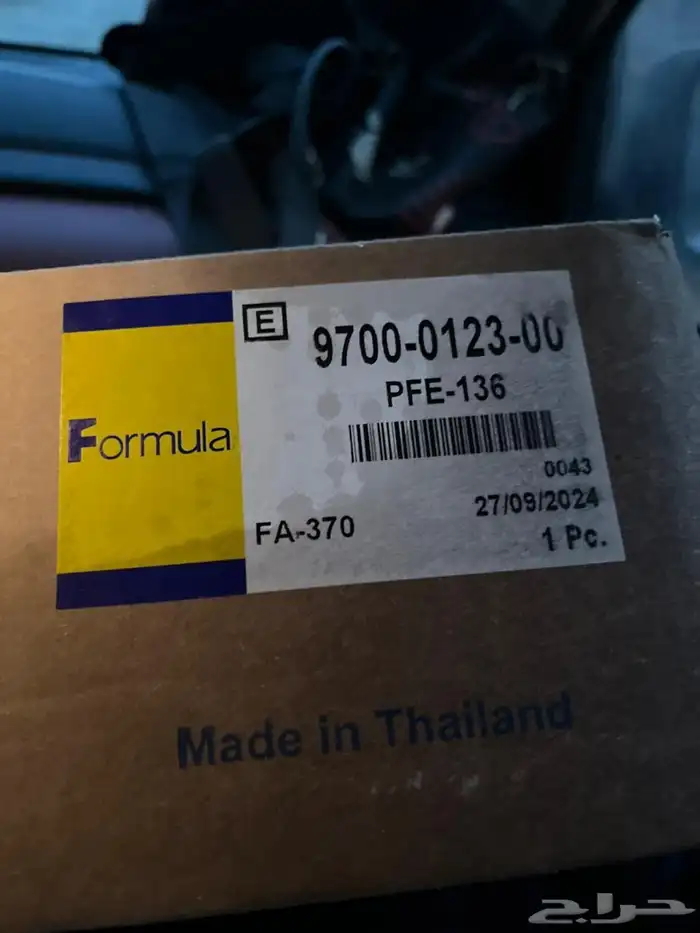 E
9700-0123-00
PFE-136
Formula
0043
27/09/2024
FA-370
1 Pc.
Made in Thailand
حراج